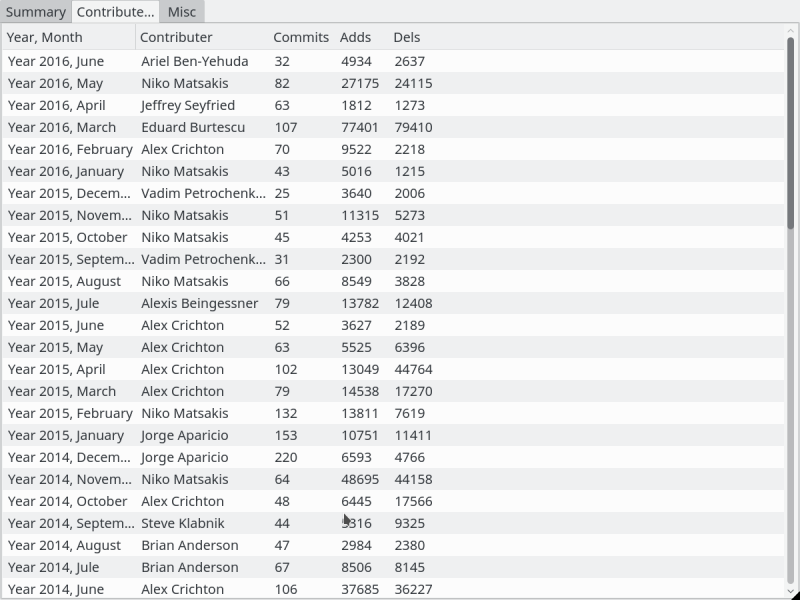 Summary Contribute... Misc
Year, Month Contributer Commits Adds Dels
Year 2016, June Ariel Ben-Yehuda 32 4934 2637
Year 2016, May Niko Matsakis 82 27175 24115
Year 2016, April Jeffrey Seyfried 63 1812 1273
Year 2016, March Eduard Burtescu 107 77401 79410
Year 2016, February Alex Crichton 70 9522 2218
Year 2016, January Niko Matsakis 43 5016 1215
Year 2015, Decem... Vadim Petrochenk... 25 3640 2006
Year 2015, Novem... Niko Matsakis 51 11315 5273
Year 2015, October Niko Matsakis 45 4253 4021
Year 2015, Septem... Vadim Petrochenk... 31 2300 2192
Year 2015, August Niko Matsakis 66 8549 3828
Year 2015, Jule Alexis Beingessner 79 13782 12408
Year 2015, June Alex Crichton 52 3627 2189
Year 2015, May Alex Crichton 63 5525 6396
Year 2015, April Alex Crichton 102 13049 44764
Year 2015, March Alex Crichton 79 14538 17270
Year 2015, February Niko Matsakis 132 13811 7619
Year 2015, January Jorge Aparicio 153 10751 11411
Year 2014, Decem... Jorge Aparicio 220 6593 4766
Year 2014, Novem... Niko Matsakis 64 48695 44158
Year 2014, October Alex Crichton 48 6445 17566
Year 2014, Septem... Steve Klabnik 44 9325
Year 2014, August Brian Anderson 47 2984 2380
Year 2014, Jule Brian Anderson 67 8506 8145
Year 2014, June Alex Crichton 106 37685 36227